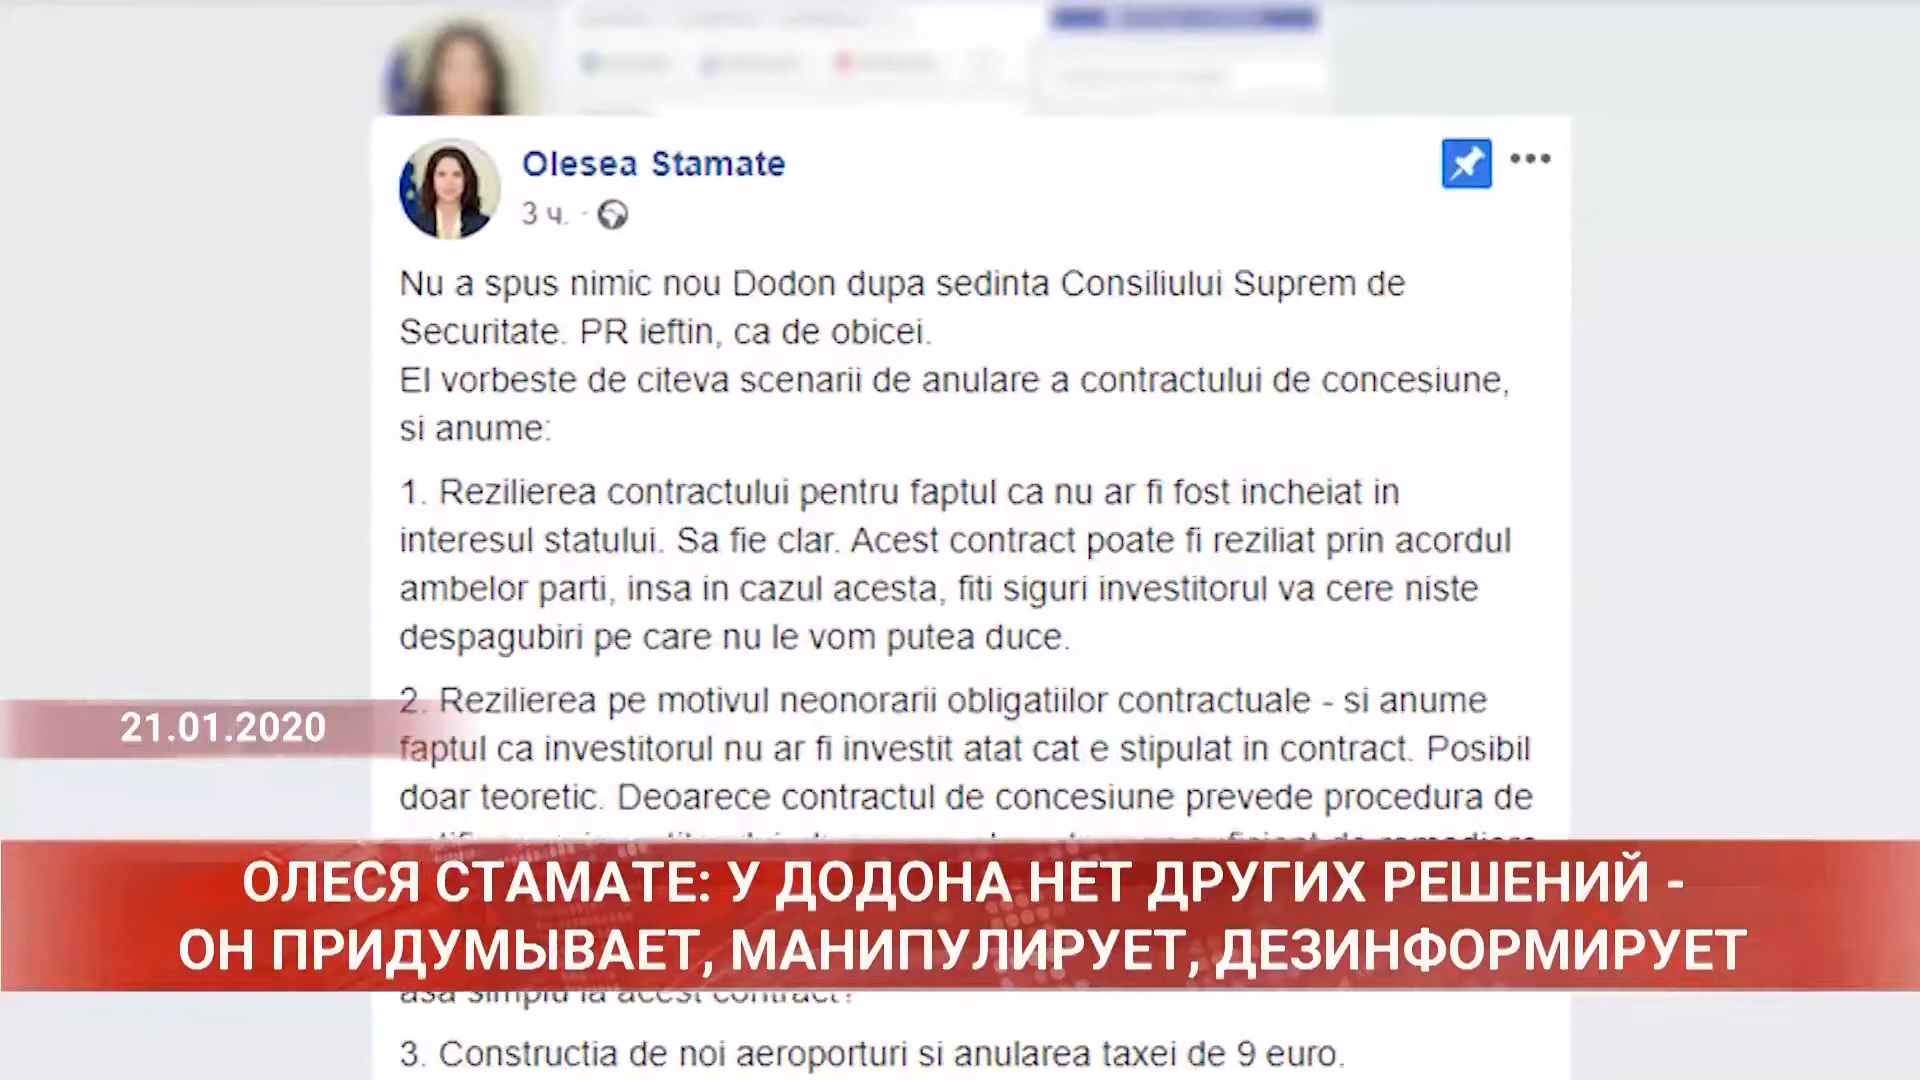 Olesea Stamate
3 ч. ·
Nu a spus nimic nou Dodon dupa sedinta Consiliului Suprem de
Securitate. PR ieftin, ca de obicei.
El vorbeste de citeva scenarii de anulare a contractului de concesiune,
si anume:
1. Rezilierea contractului pentru faptul ca nu ar fi fost incheiat in
interesul statului. Sa fie clar. Acest contract poate fi reziliat prin acordul
ambelor parti, insa in cazul acesta, fiti siguri investitorul va cere niste
despagubiri pe care nu le vom putea duce.
2. Rezilierea pe motivul neonorarii obligatiilor contractuale - si anume
21.01.2020
faptul ca investitorul nu ar fi investit atat cat e stipulat in contract. Posibil
doar teoretic. Deoarece contractul de concesiune prevede procedura de
ОЛЕСЯ СТАМАТЕ: У ДОДОНА НЕТ ДРУГИХ РЕШЕНИЙ -
ОН ПРИДУМЫВАЕТ, МАНИПУЛИРУЕТ, ДЕЗИНФОРМИРУЕТ
asa simplu la acest contract?
3. Constructia de noi aeroporturi si anularea taxei de 9 euro.